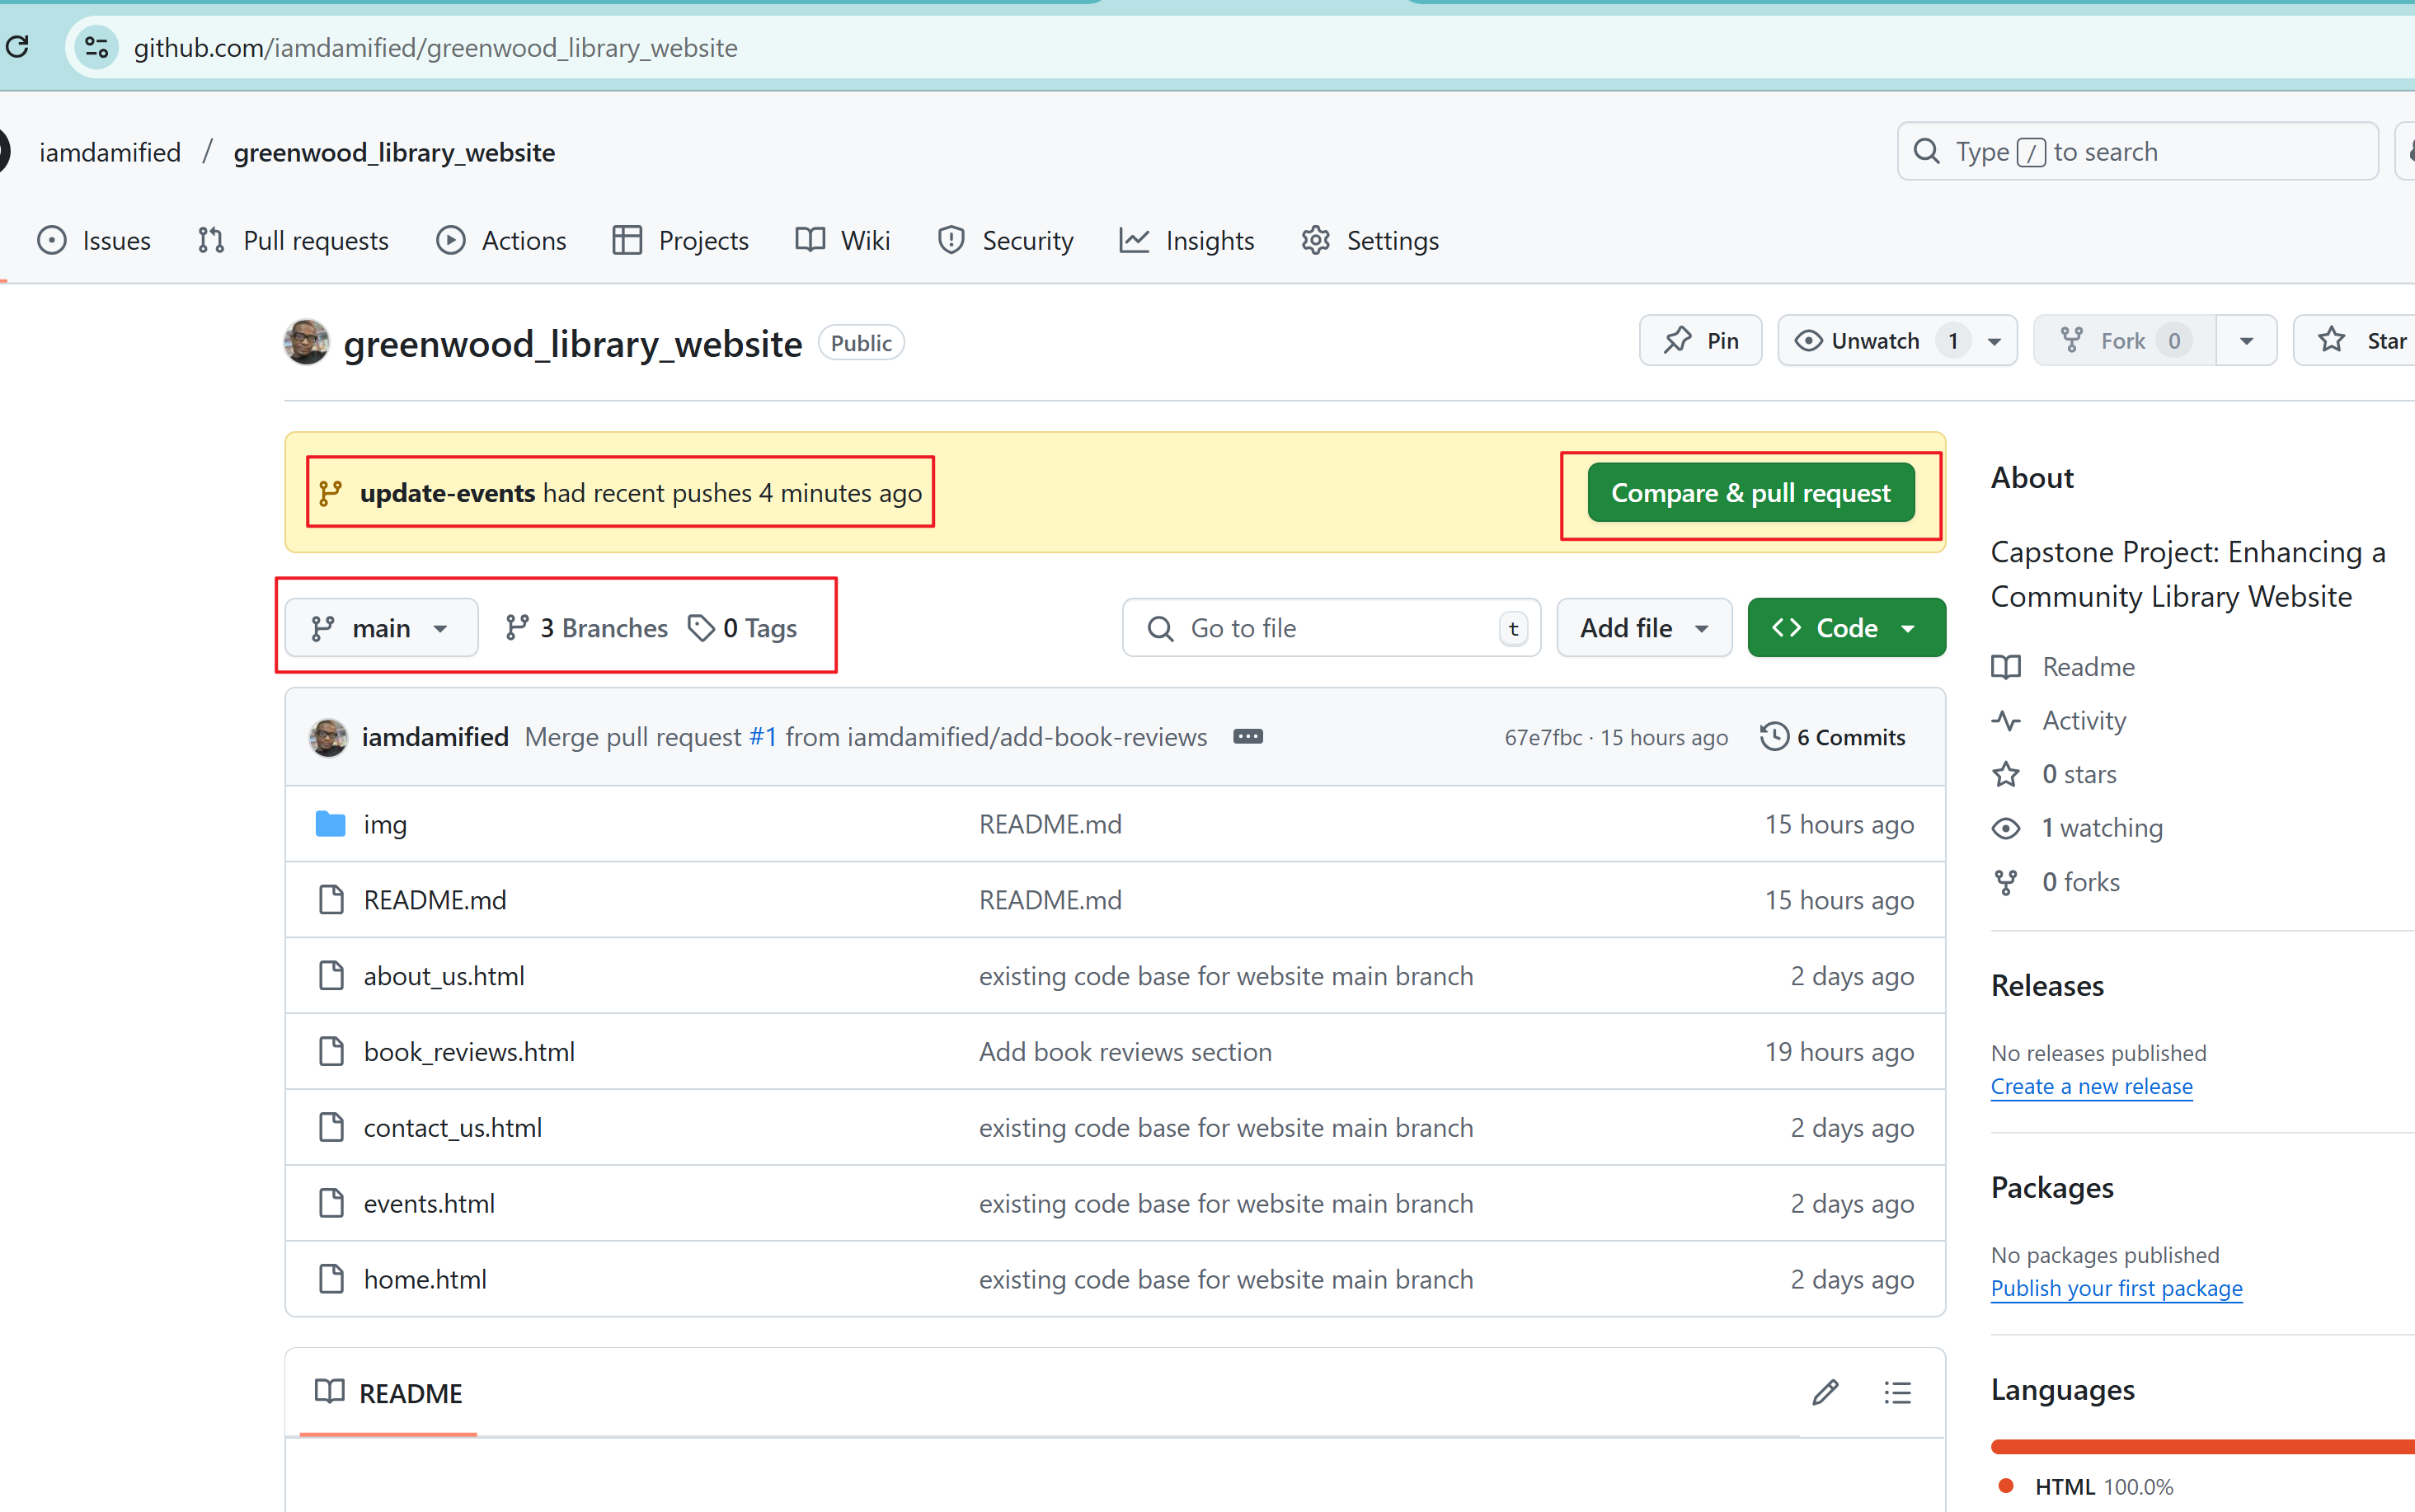 github.com/iamdamified/greenwood_library_website
iamdamified / greenwood_library_website
Type / to search
Issues
Pull requests
Actions
Projects
Wiki
Security
Insights
Settings
greenwood_library_website Public
Pin
Unwatch 1
Fork 0
Star
update-events had recent pushes 4 minutes ago
Compare & pull request
main
3 Branches
0 Tags
Go to file t
Add file
Code
iamdamified Merge pull request #1 from iamdamified/add-book-reviews
67e7fbc · 15 hours ago
6 Commits
img README.md 15 hours ago
README.md README.md 15 hours ago
about_us.html existing code base for website main branch 2 days ago
book_reviews.html Add book reviews section 19 hours ago
contact_us.html existing code base for website main branch 2 days ago
events.html existing code base for website main branch 2 days ago
home.html existing code base for website main branch 2 days ago
README
About
Capstone Project: Enhancing a
Community Library Website
Readme
Activity
0 stars
1 watching
0 forks
Releases
No releases published
Create a new release
Packages
No packages published
Publish your first package
Languages
HTML 100.0%